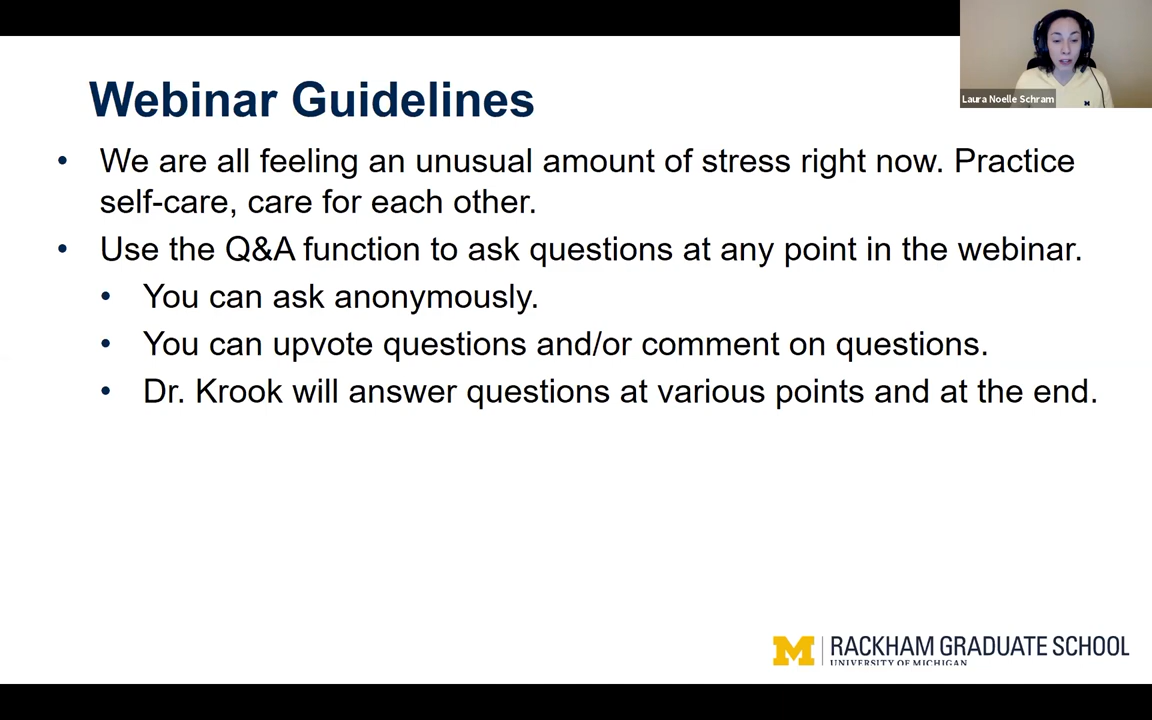 Webinar Guidelines
Laura Noelle Schram
• We are all feeling an unusual amount of stress right now. Practice
self-care, care for each other.
• Use the Q&A function to ask questions at any point in the webinar.
• You can ask anonymously.
• You can upvote questions and/or comment on questions.
• Dr. Krook will answer questions at various points and at the end.
M RACKHAM GRADUATE SCHOOL
UNIVERSITY OF MICHIGAN